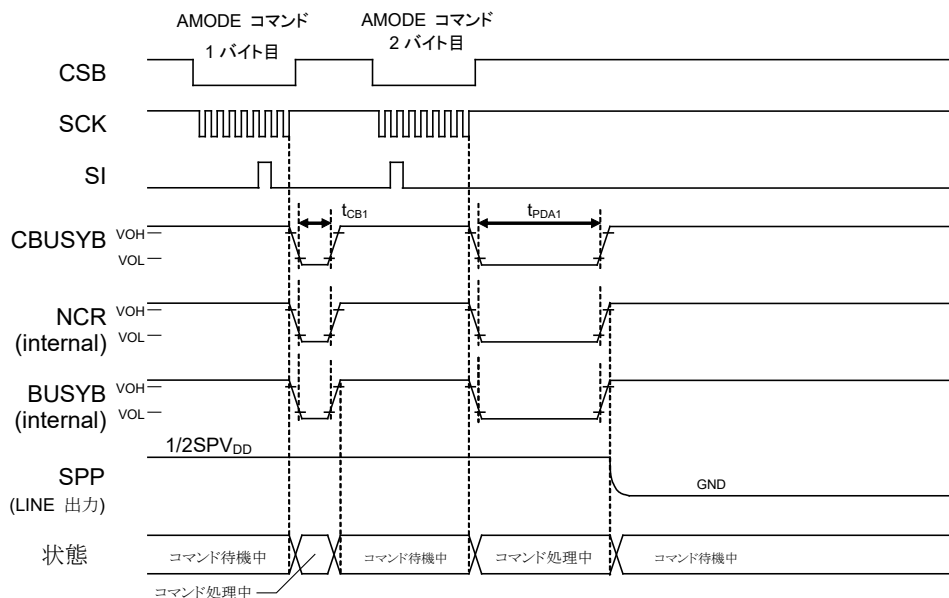 AMODE コマンド
1 バイト目
AMODE コマンド
2 バイト目
CSB
SCK
SI
tCB1
tPDA1
CBUSYB
VOH
VOL
NCR
(internal)
VOH
VOL
BUSYB
(internal)
VOH
VOL
1/2SPVDD
SPP
(LINE 出力)
GND
状態
コマンド待機中
コマンド待機中
コマンド処理中
コマンド待機中
コマンド処理中